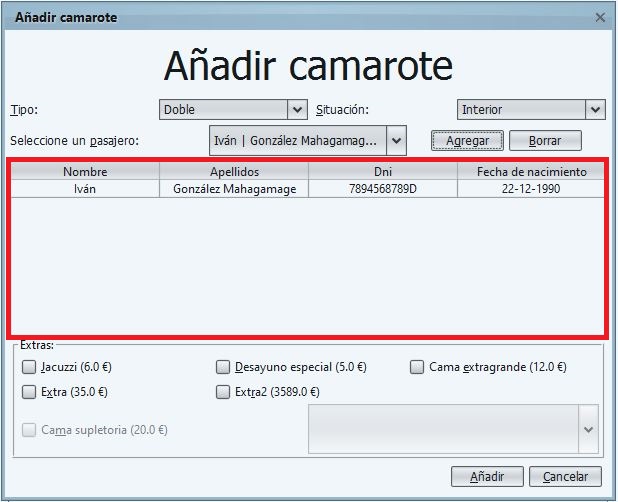 Añadir camarote
Añadir camarote
Tipo: Doble Situación: Interior
Seleccione un pasajero: Iván | González Mahagamag... Agregar Borrar
Nombre Apellidos Dni Fecha de nacimiento
Iván González Mahagamage 7894568789D 22-12-1990
Extras:
Jacuzzi (6.0 €) Desayuno especial (5.0 €) Cama extragrande (12.0 €)
Extra (35.0 €) Extra2 (3589.0 €)
Cama supletoria (20.0 €)
Añadir Cancelar